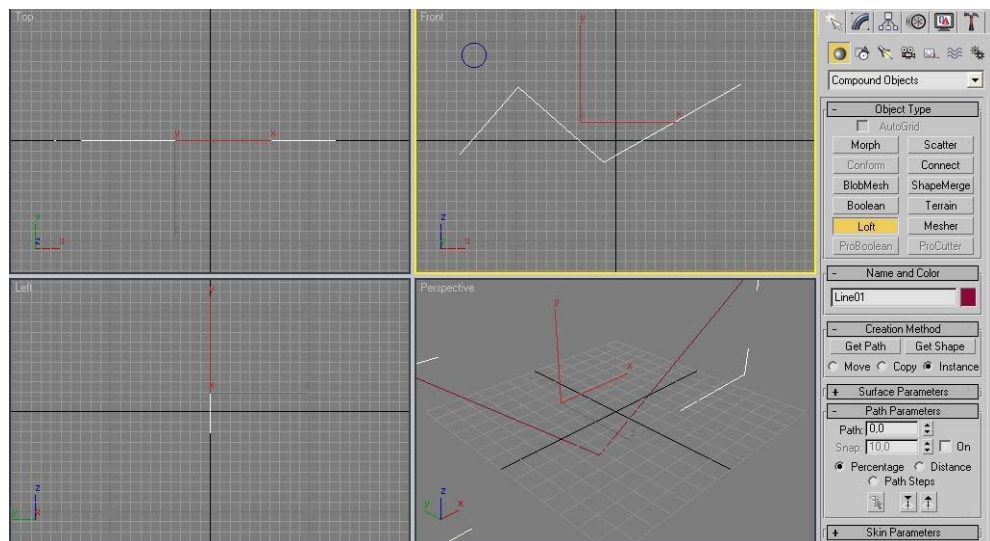 Top
Front
y
x
y
x
y
z
x
z
x
Left
Perspective
y
x
z
y
x
y
x
z
z
y
x
Compound Objects
- Object Type
AutoGrid
Morph Scatter
Conform Connect
BlobMesh ShapeMerge
Boolean Terrain
Loft Mesher
ProBoolean ProCutter
- Name and Color
Line01
- Creation Method
Get Path Get Shape
Move Copy Instance
+ Surface Parameters
- Path Parameters
Path: 0,0
Snap: 10,0 On
Percentage Distance
Path Steps
+ Skin Parameters